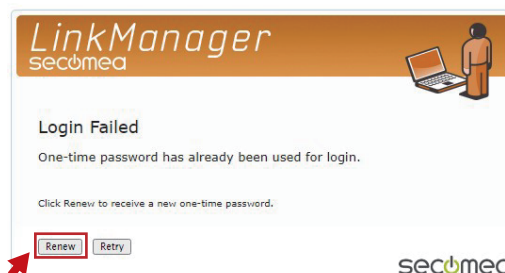 LinkManager
secomea
Login Failed
One-time password has already been used for login.
Click Renew to receive a new one-time password.
Renew Retry
secomea